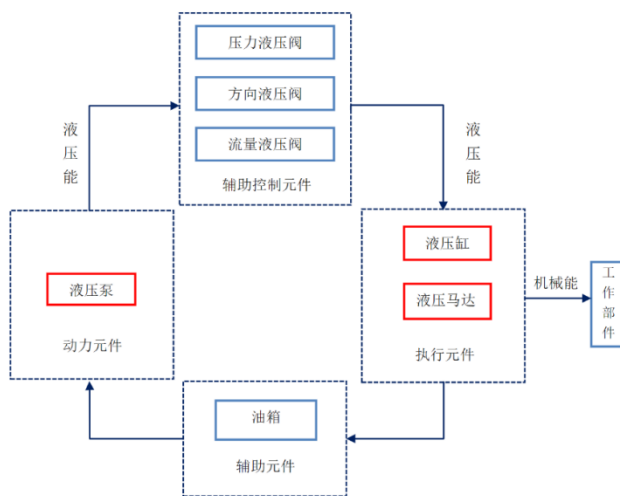 压力液压阀
方向液压阀
流量液压阀
辅助控制元件
液压能
液压能
液压泵
动力元件
液压缸
液压马达
执行元件
机械能
工作部件
油箱
辅助元件